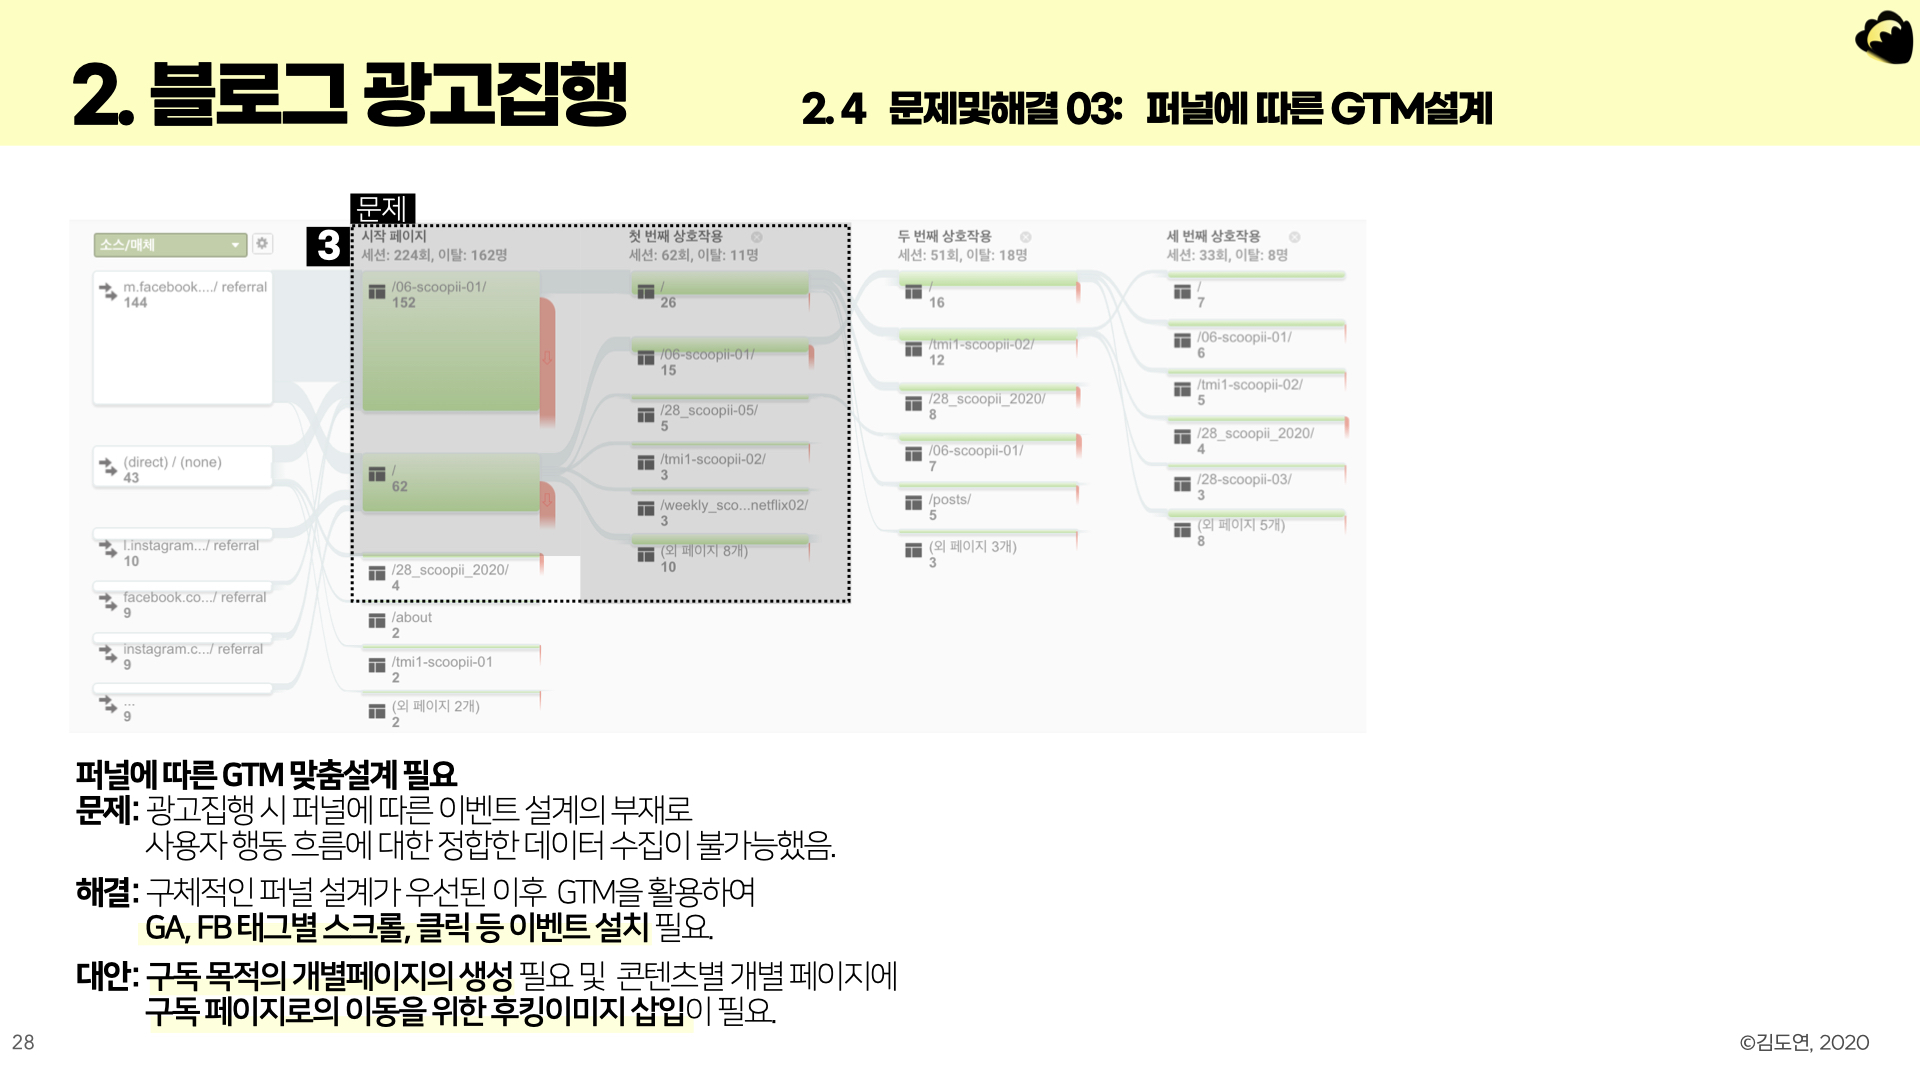 2. 블로그 광고집행
2. 4 문제및해결 03: 퍼널에 따른 GTM설계
문제
3
소스/매체
m.facebook..../ referral
144
(direct) / (none)
43
l.instagram.../ referral
10
facebook.co.../ referral
9
instagram.c.../ referral
9
...
9
시작 페이지
세션: 224회, 이탈: 162명
/06-scoopii-01/
152
/
62
/28_scoopii_2020/
4
/about
2
/tmi1-scoopii-01
2
(외 페이지 2개)
2
첫 번째 상호작용
세션: 62회, 이탈: 11명
/
26
/06-scoopii-01/
15
/28_scoopii-05/
5
/tmi1-scoopii-02/
3
/weekly_sco...netflix02/
3
(외 페이지 8개)
10
두 번째 상호작용
세션: 51회, 이탈: 18명
/
16
/tmi1-scoopii-02/
12
/28_scoopii_2020/
8
/06-scoopii-01/
7
/posts/
5
(외 페이지 3개)
3
세 번째 상호작용
세션: 33회, 이탈: 8명
/
7
/06-scoopii-01/
6
/tmi1-scoopii-02/
5
/28_scoopii_2020/
4
/28-scoopii-03/
3
(외 페이지 5개)
8
퍼널에 따른 GTM 맞춤설계 필요
문제: 광고집행 시 퍼널에 따른 이벤트 설계의 부재로
사용자 행동 흐름에 대한 정합한 데이터 수집이 불가능했음.
해결: 구체적인 퍼널 설계가 우선된 이후 GTM을 활용하여
GA, FB 태그별 스크롤, 클릭 등 이벤트 설치 필요.
대안: 구독 목적의 개별페이지의 생성 필요 및 콘텐츠별 개별 페이지에
구독 페이지로의 이동을 위한 후킹이미지 삽입이 필요.
28
©김도연, 2020